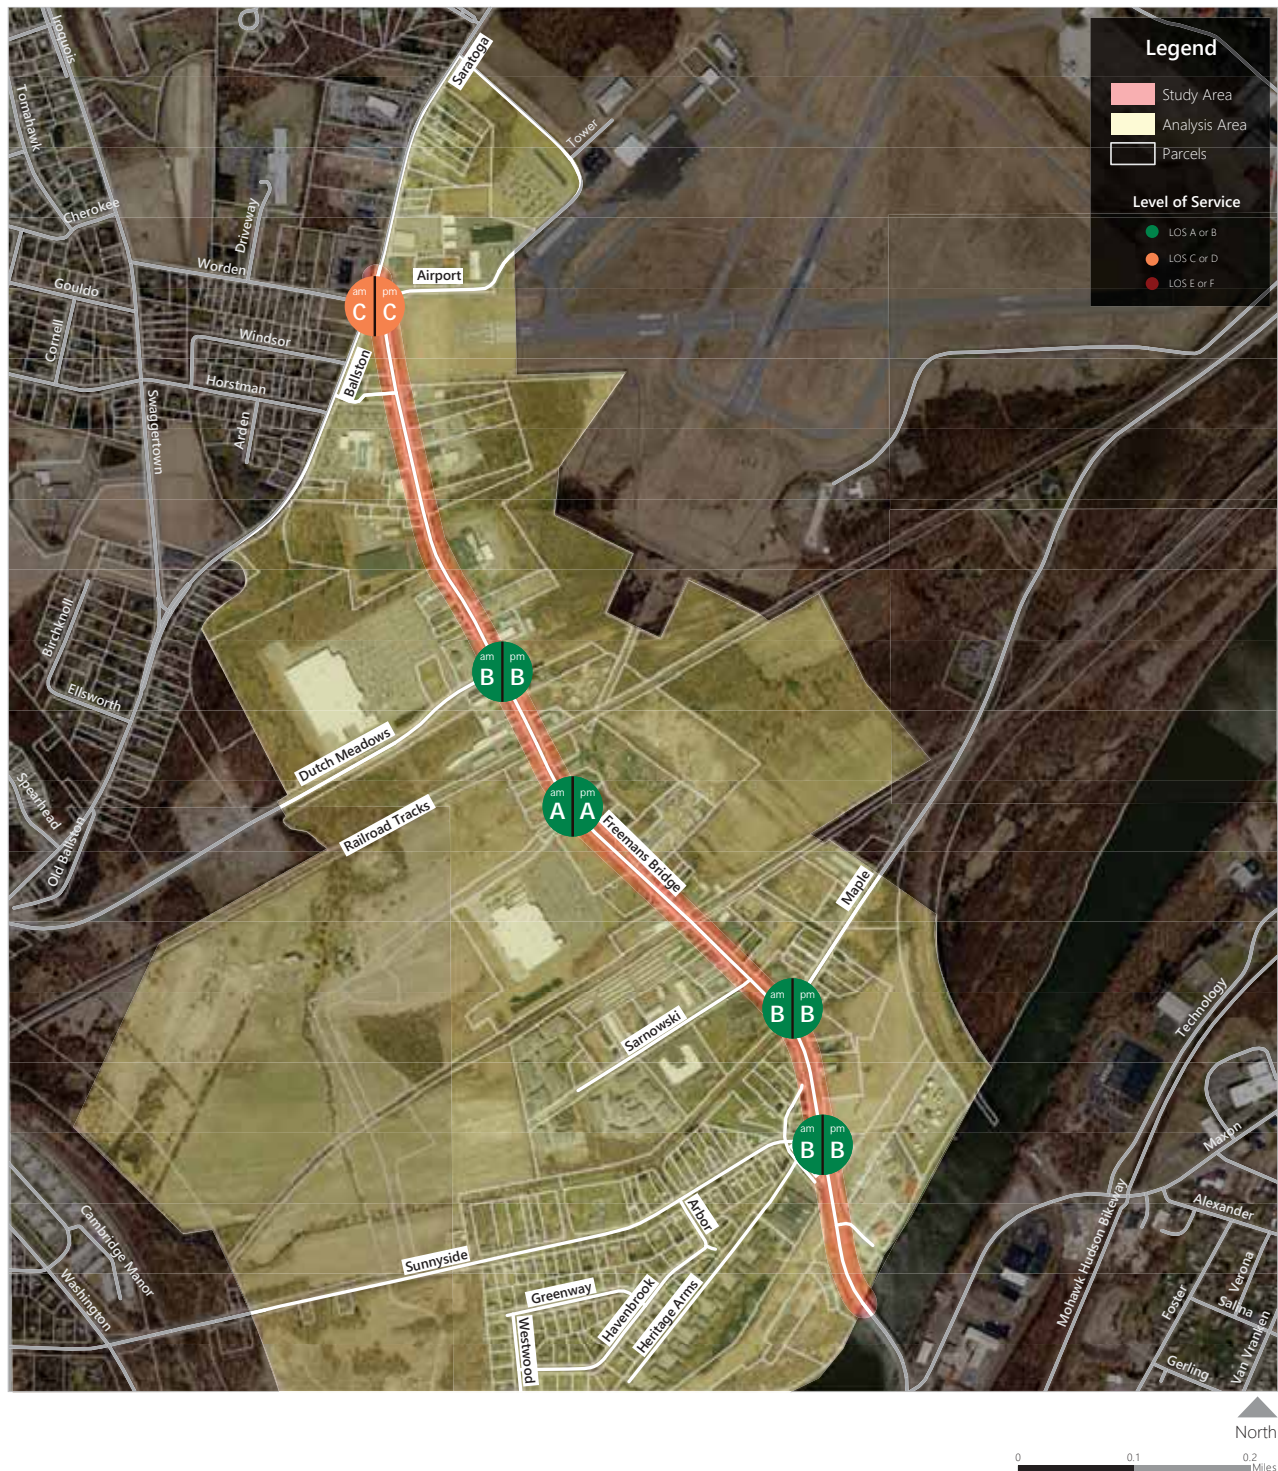 Legend
Study Area
Analysis Area
Parcels
Level of Service
LOS A or B
LOS C or D
LOS E or F
Iroquois
Saratoga
Tomahawk
Tower
Cherokee
Driveway
Worden
Airport
Gouldo
am
pm
C
C
Cornell
Windsor
Ballston
Horstman
Swaggertown
Arden
Birchknoll
am
pm
B
B
Ellsworth
Dutch Meadows
Spearhead
am
pm
A
A
Railroad Tracks
Freemans Bridge
Old Ballston
Maple
am
pm
B
B
Sarnowski
Technology
am
pm
B
B
Maxon
Alexander
Arbor
Mohawk Hudson Bikeway
Cambridge Manor
Sunnyside
Verona
Washington
Greenway
Havenbrook
Heritage Arms
Foster
Salina
Westwood
Van Vranken
Gerling
North
0
0.1
0.2
Miles